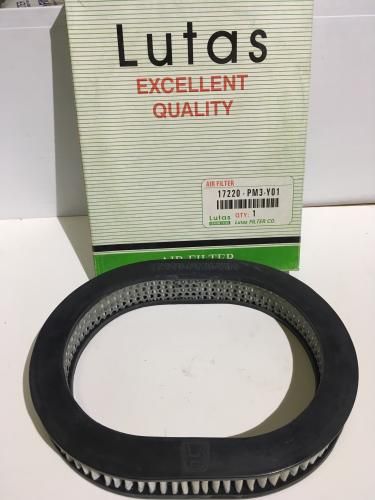 Lutas
EXCELLENT
QUALITY
AIR FILTER
17220-PM3-Y01
Lutas
QTY: 1
Lutas FILTER CO.
AIR FILTER